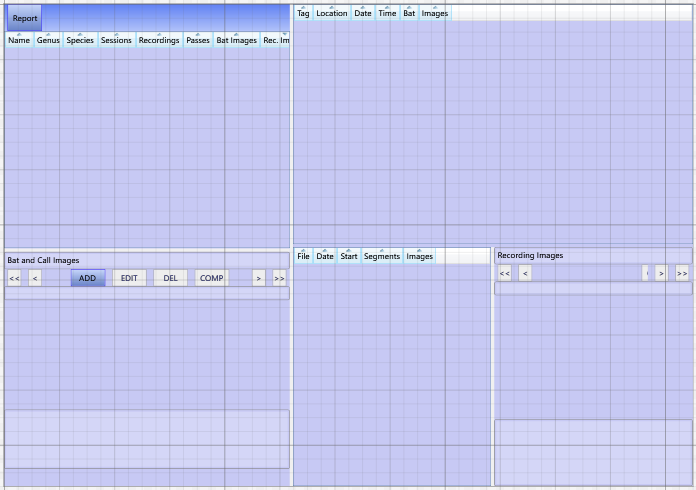 Report
Name Genus Species Sessions Recordings Passes Bat Images Rec. Im
Tag Location Date Time Bat Images
Bat and Call Images
<< < ADD EDIT DEL COMP > >>
File Date Start Segments Images
Recording Images
<< < > >>